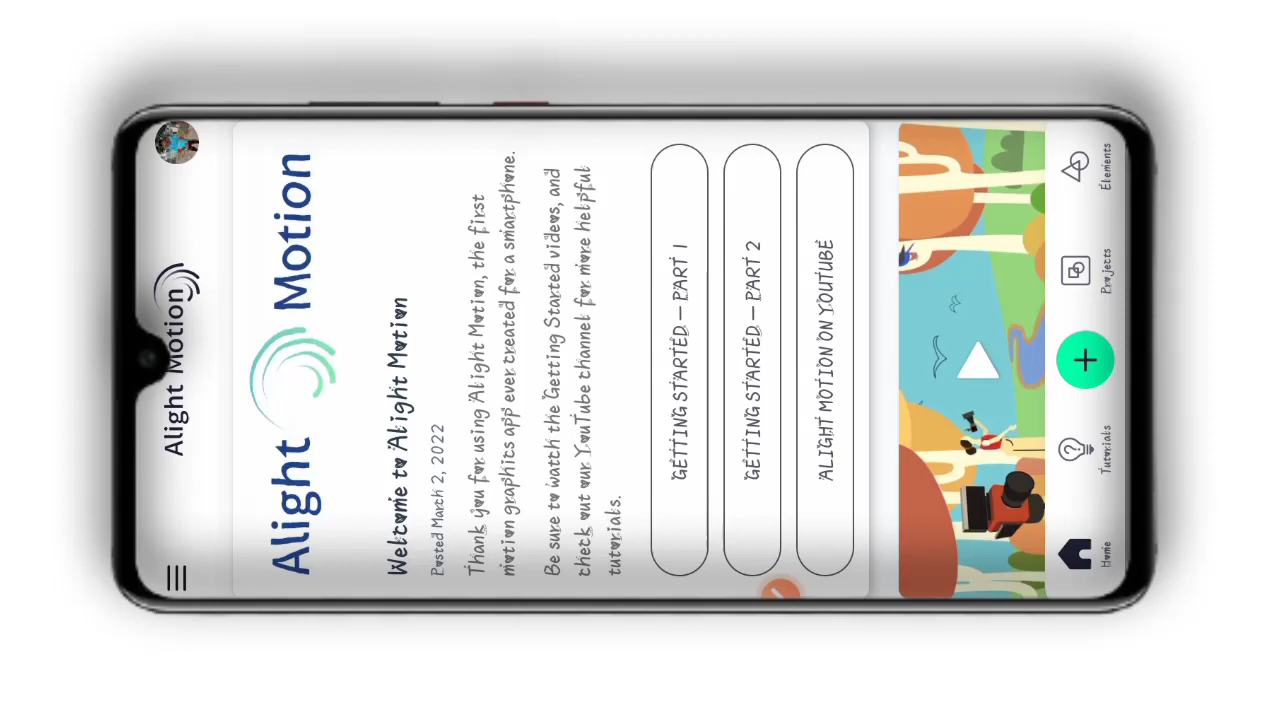 Alight Motion
Alight Motion
Welcome to Alight Motion
Posted March 2, 2022
Thank you for using Alight Motion, the first
motion graphics app ever created for a smartphone.
Be sure to watch the Getting Started videos, and
check out our YouTube channel for more helpful
tutorials.
GETTING STARTED – PART 1
GETTING STARTED – PART 2
ALIGHT MOTION ON YOUTUBE
Home
Tutorials
Projects
Elements